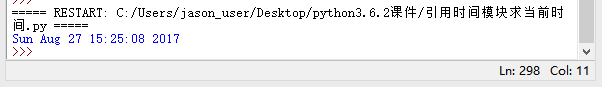 >>>
===== RESTART: C:/Users/jason_user/Desktop/python3.6.2课件/引用时间模块求当前时
间.py =====
Sun Aug 27 15:25:08 2017
>>>
Ln: 298 Col: 11